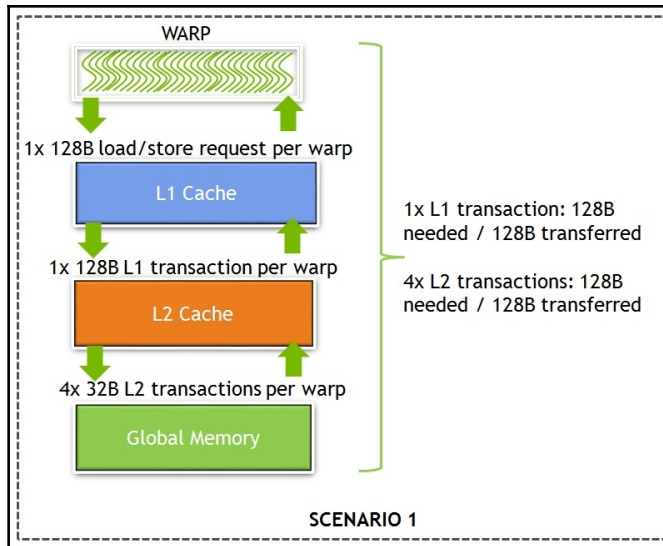 WARP
1x 128B load/store request per warp
L1 Cache
1x 128B L1 transaction per warp
L2 Cache
4x 32B L2 transactions per warp
Global Memory
1x L1 transaction: 128B
needed / 128B transferred
4x L2 transactions: 128B
needed / 128B transferred
SCENARIO 1